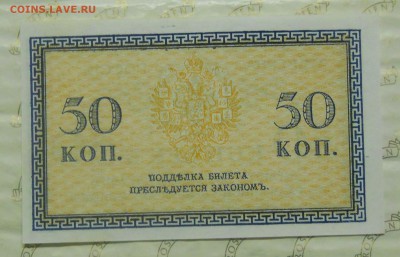 COINS.LAVE.RU
50 50
КОП. КОП.
ПОДДѢЛКА БИЛЕТА
ПРЕСЛѢДУЕТСЯ ЗАКОНОМЪ.